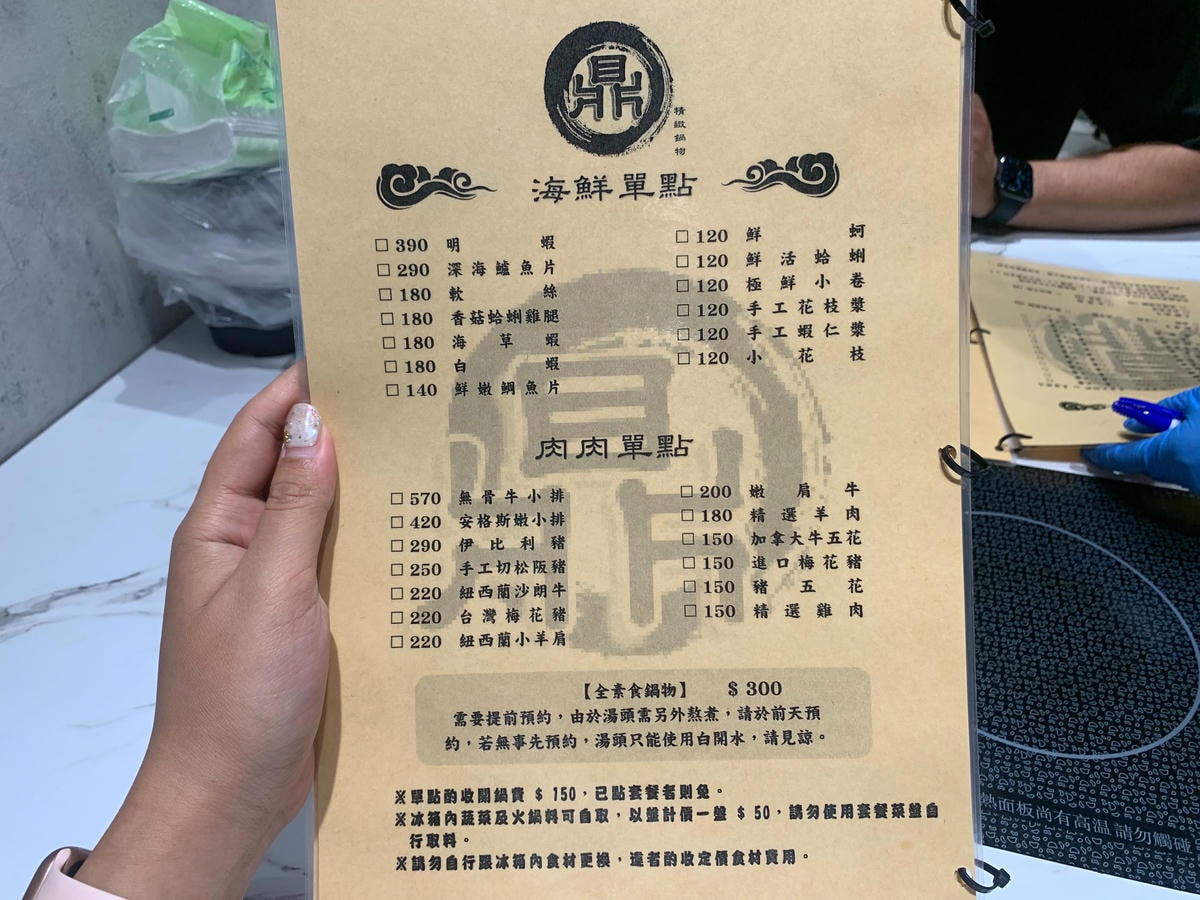 鼎
精緻鍋物
海鮮單點
□ 390 明蝦
□ 290 深海鱸魚片
□ 180 軟絲
□ 180 香菇蛤蜊雞腿
□ 180 海草蝦
□ 180 白蝦
□ 140 鮮嫩鯛魚片
□ 120 鮮蚵
□ 120 鮮活蛤蜊
□ 120 極鮮小卷
□ 120 手工花枝漿
□ 120 手工蝦仁漿
□ 120 小花枝
肉肉單點
□ 570 無骨牛小排
□ 420 安格斯嫩小排
□ 290 伊比利豬
□ 250 手工切松阪豬
□ 220 紐西蘭沙朗牛
□ 220 台灣梅花豬
□ 220 紐西蘭小羊肩
□ 200 嫩肩牛
□ 180 精選羊肉
□ 150 加拿大牛五花
□ 150 進口梅花豬
□ 150 豬五花
□ 150 精選雞肉
【全素食鍋物】 $ 300
需要提前預約,由於湯頭需另外熬煮,請於前天預
約,若無事先預約,湯頭只能使用白開水,請見諒。
※單點酌收開鍋費 $ 150,已點套餐者則免。
※冰箱內蔬菜及火鍋料可自取,以盤計價一盤 $ 50,請勿使用套餐菜盤自
行取料。
※請勿自行跟冰箱內食材更換,違者酌收定價食材費用。
熱面板尚有高溫 請勿觸碰